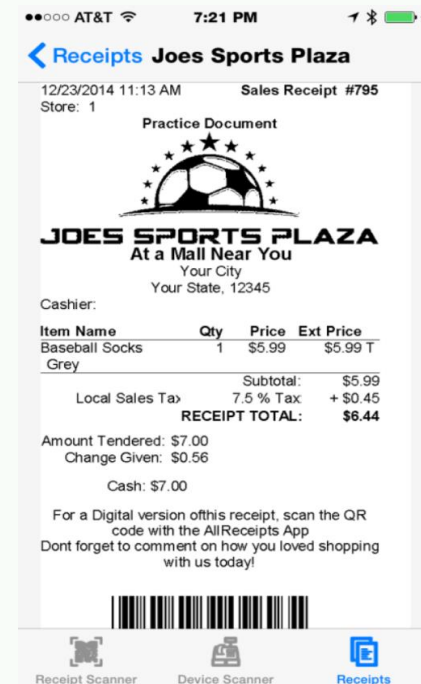 AT&T 7:21 PM
Receipts Joes Sports Plaza
12/23/2014 11:13 AM Sales Receipt #795
Store: 1
Practice Document
JOES SPORTS PLAZA
At a Mall Near You
Your City
Your State, 12345
Cashier:
Item Name Qty Price Ext Price
Baseball Socks 1 $5.99 $5.99 T
Grey
Subtotal: $5.99
Local Sales Tax 7.5 % Tax + $0.45
RECEIPT TOTAL: $6.44
Amount Tendered: $7.00
Change Given: $0.56
Cash: $7.00
For a Digital version ofthis receipt, scan the QR
code with the AllReceipts App
Dont forget to comment on how you loved shopping
with us today!
Receipt Scanner Device Scanner Receipts